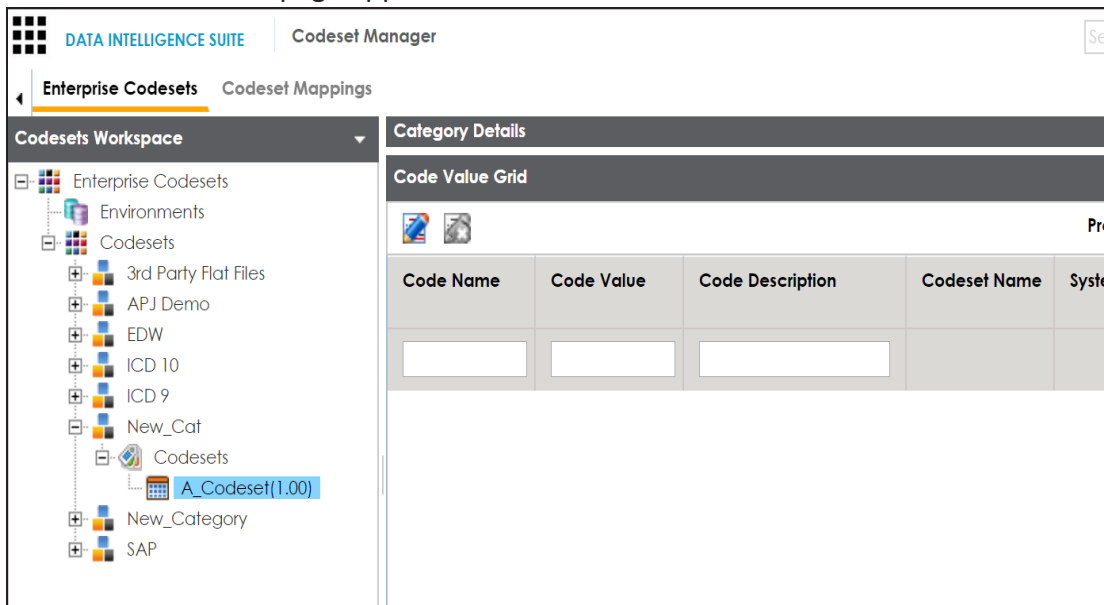 DATA INTELLIGENCE SUITE Codeset Manager
Enterprise Codesets Codeset Mappings
Codesets Workspace
Enterprise Codesets
Environments
Codesets
3rd Party Flat Files
APJ Demo
EDW
ICD 10
ICD 9
New_Cat
Codesets
A_Codeset(1.00)
New_Category
SAP
Category Details
Code Value Grid
Code Name Code Value Code Description Codeset Name